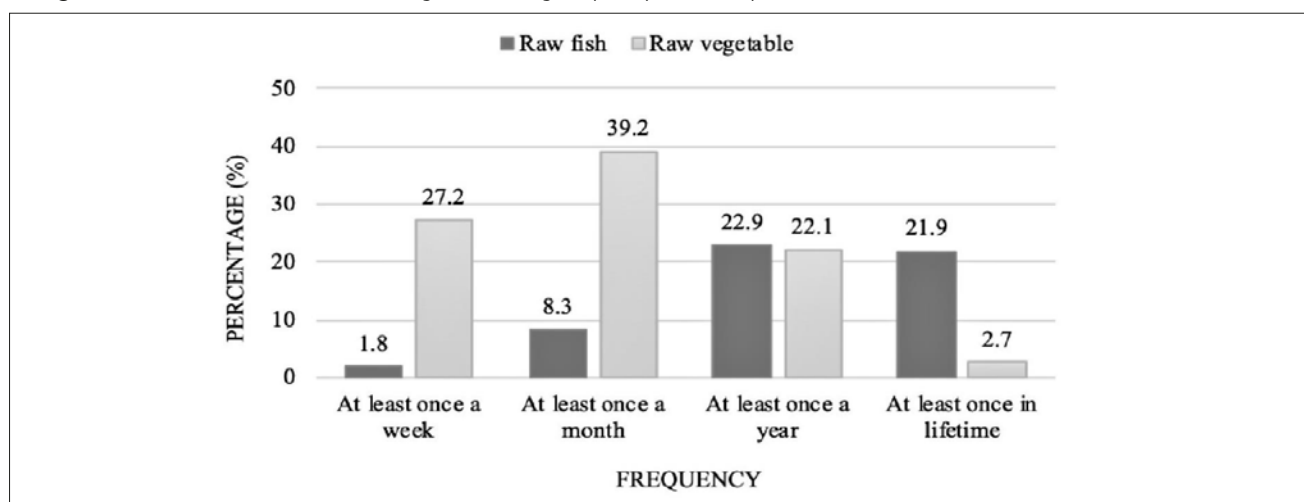 Raw fish Raw vegetable
50
40
30
20
10
0
PERCENTAGE (%)
1.8
27.2
8.3
39.2
22.9
22.1
21.9
2.7
At least once a week
At least once a month
At least once a year
At least once in lifetime
FREQUENCY